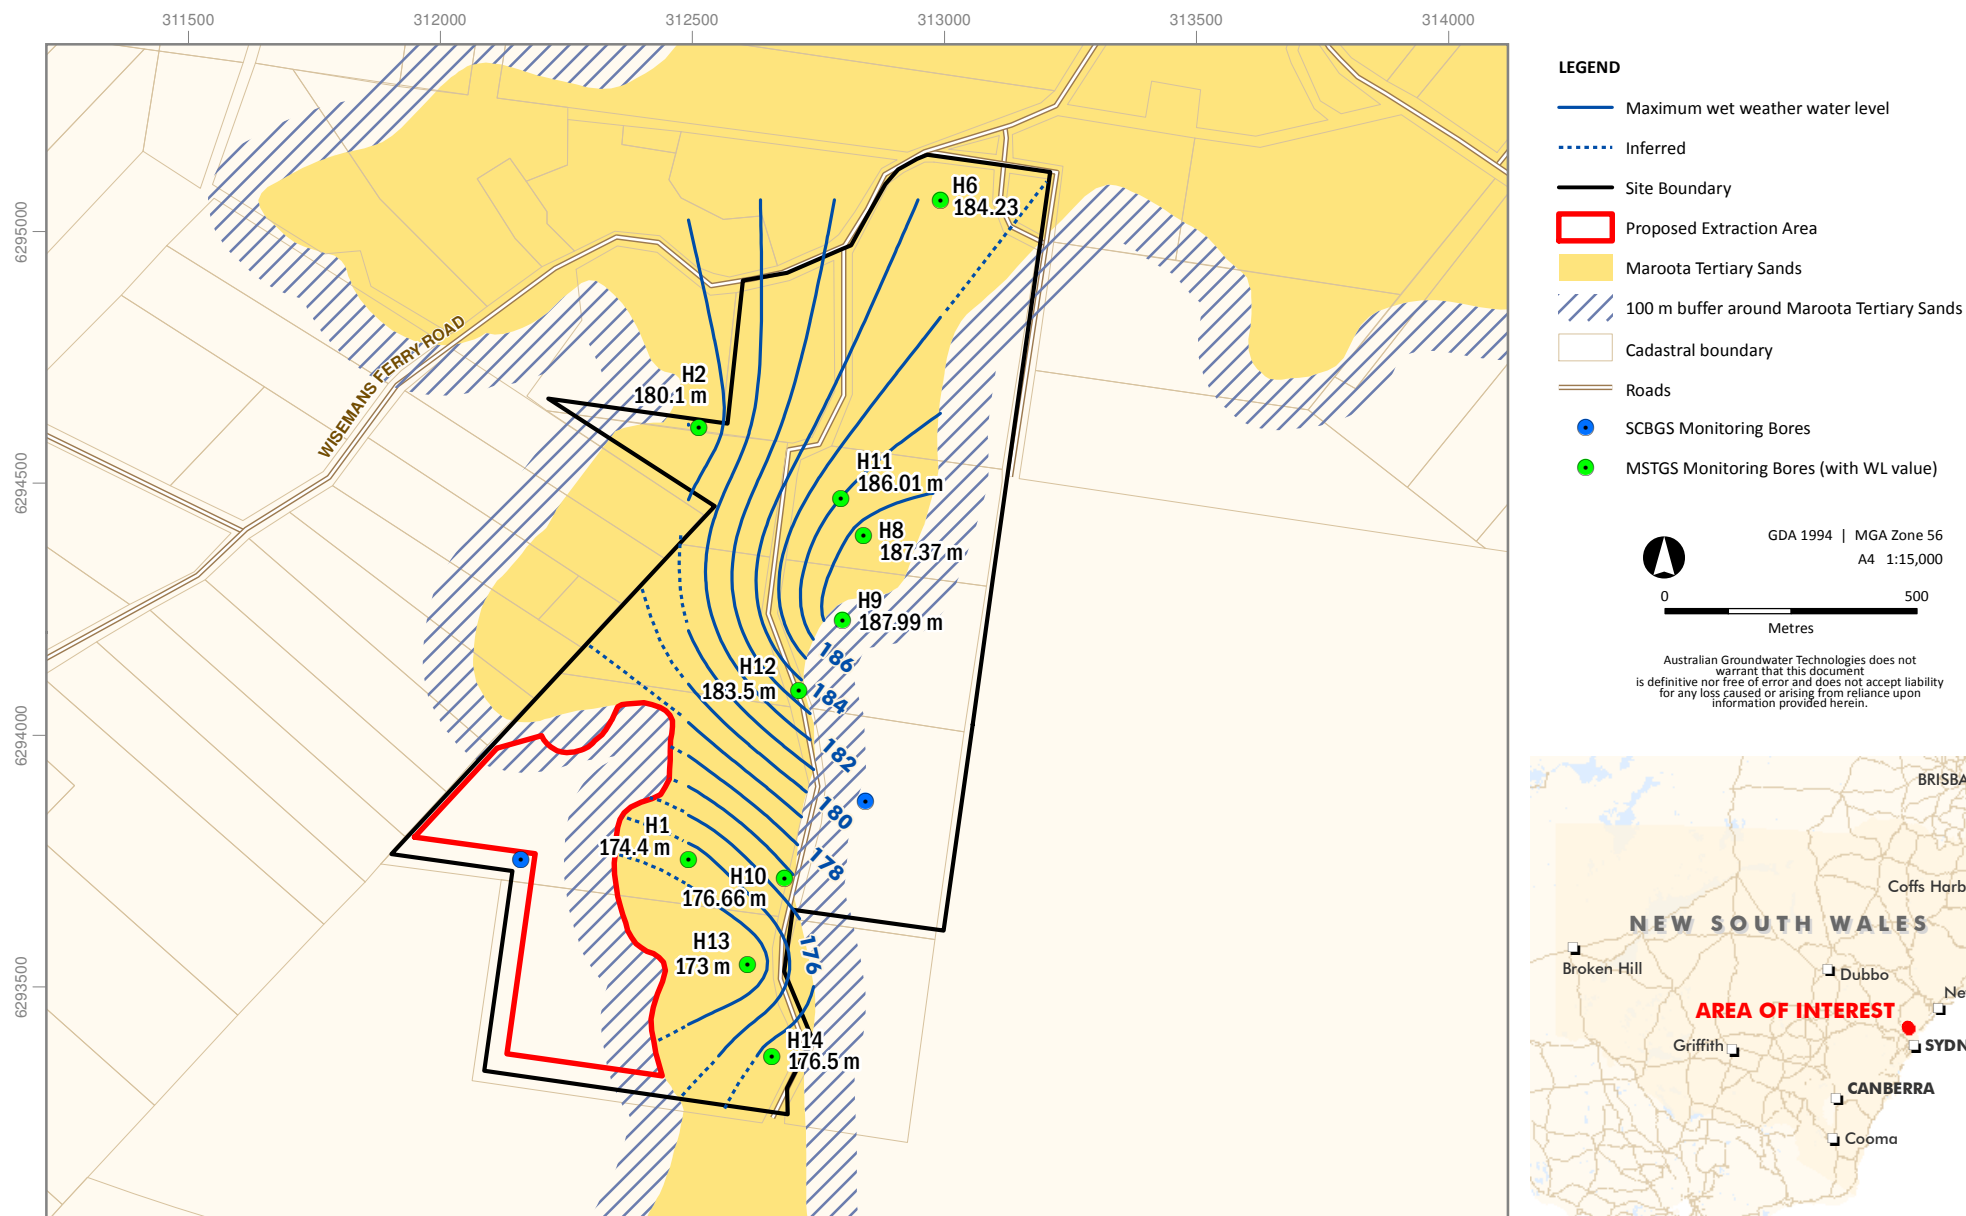 311500
312000
312500
313000
313500
314000
6295000
6294500
6294000
6293500
WISEMANS FERRY ROAD
H6
184.23
H2
180.1 m
H11
186.01 m
H8
187.37 m
H9
187.99 m
H12
183.5 m
H1
174.4 m
H10
176.66 m
H13
173 m
H14
176.5 m
186
184
182
180
178
176
LEGEND
Maximum wet weather water level
Inferred
Site Boundary
Proposed Extraction Area
Maroota Tertiary Sands
100 m buffer around Maroota Tertiary Sands
Cadastral boundary
Roads
SCBGS Monitoring Bores
MSTGS Monitoring Bores (with WL value)
GDA 1994 | MGA Zone 56
A4 1:15,000
0 500
Metres
Australian Groundwater Technologies does not
warrant that this document
is definitive nor free of error and does not accept liability
for any loss caused or arising from reliance upon
information provided herein.
BRISBA
Coffs Harb
NEW SOUTH WALES
Broken Hill
Dubbo
Ne
AREA OF INTEREST
Griffith
SYDN
CANBERRA
Cooma